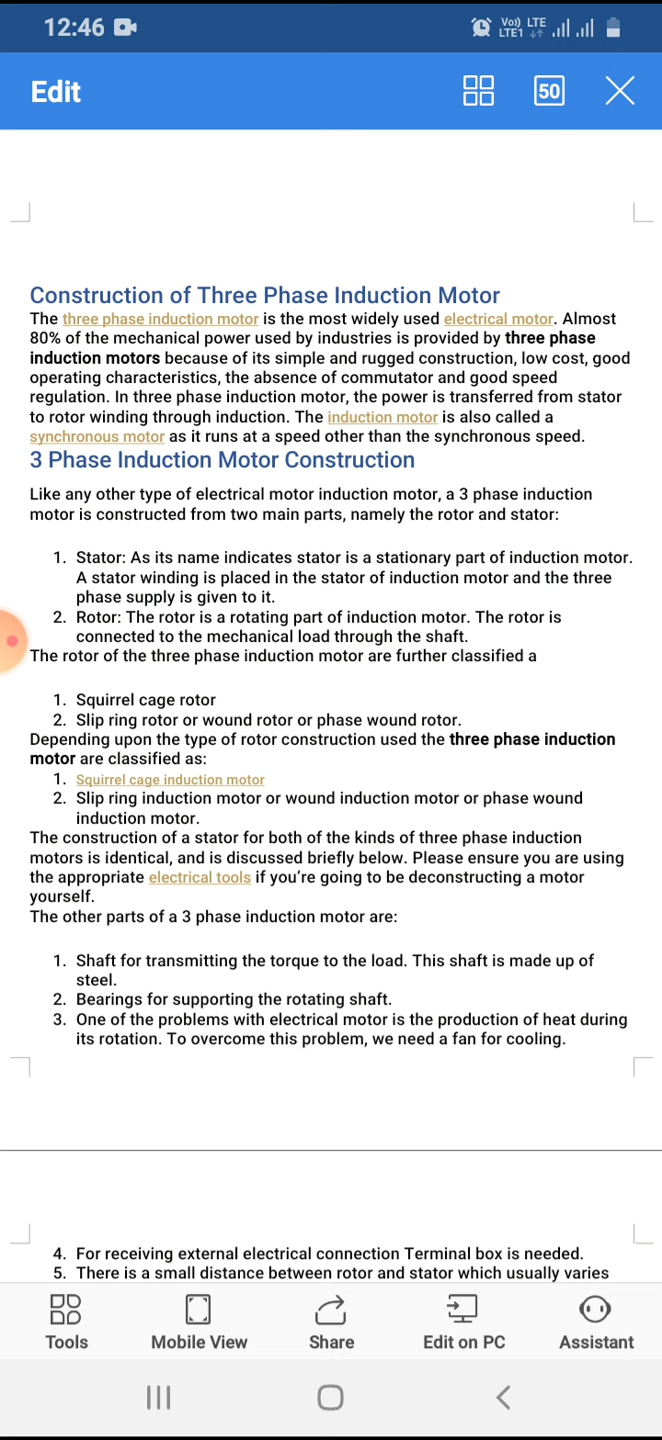 12:46
Vo) LTE
LTE1
Edit
50
Construction of Three Phase Induction Motor
The three phase induction motor is the most widely used electrical motor. Almost
80% of the mechanical power used by industries is provided by three phase
induction motors because of its simple and rugged construction, low cost, good
operating characteristics, the absence of commutator and good speed
regulation. In three phase induction motor, the power is transferred from stator
to rotor winding through induction. The induction motor is also called a
synchronous motor as it runs at a speed other than the synchronous speed.
3 Phase Induction Motor Construction
Like any other type of electrical motor induction motor, a 3 phase induction
motor is constructed from two main parts, namely the rotor and stator:
1. Stator: As its name indicates stator is a stationary part of induction motor.
A stator winding is placed in the stator of induction motor and the three
phase supply is given to it.
2. Rotor: The rotor is a rotating part of induction motor. The rotor is
connected to the mechanical load through the shaft.
The rotor of the three phase induction motor are further classified a
1. Squirrel cage rotor
2. Slip ring rotor or wound rotor or phase wound rotor.
Depending upon the type of rotor construction used the three phase induction
motor are classified as:
1. Squirrel cage induction motor
2. Slip ring induction motor or wound induction motor or phase wound
induction motor.
The construction of a stator for both of the kinds of three phase induction
motors is identical, and is discussed briefly below. Please ensure you are using
the appropriate electrical tools if you’re going to be deconstructing a motor
yourself.
The other parts of a 3 phase induction motor are:
1. Shaft for transmitting the torque to the load. This shaft is made up of
steel.
2. Bearings for supporting the rotating shaft.
3. One of the problems with electrical motor is the production of heat during
its rotation. To overcome this problem, we need a fan for cooling.
4. For receiving external electrical connection Terminal box is needed.
5. There is a small distance between rotor and stator which usually varies
Tools
Mobile View
Share
Edit on PC
Assistant